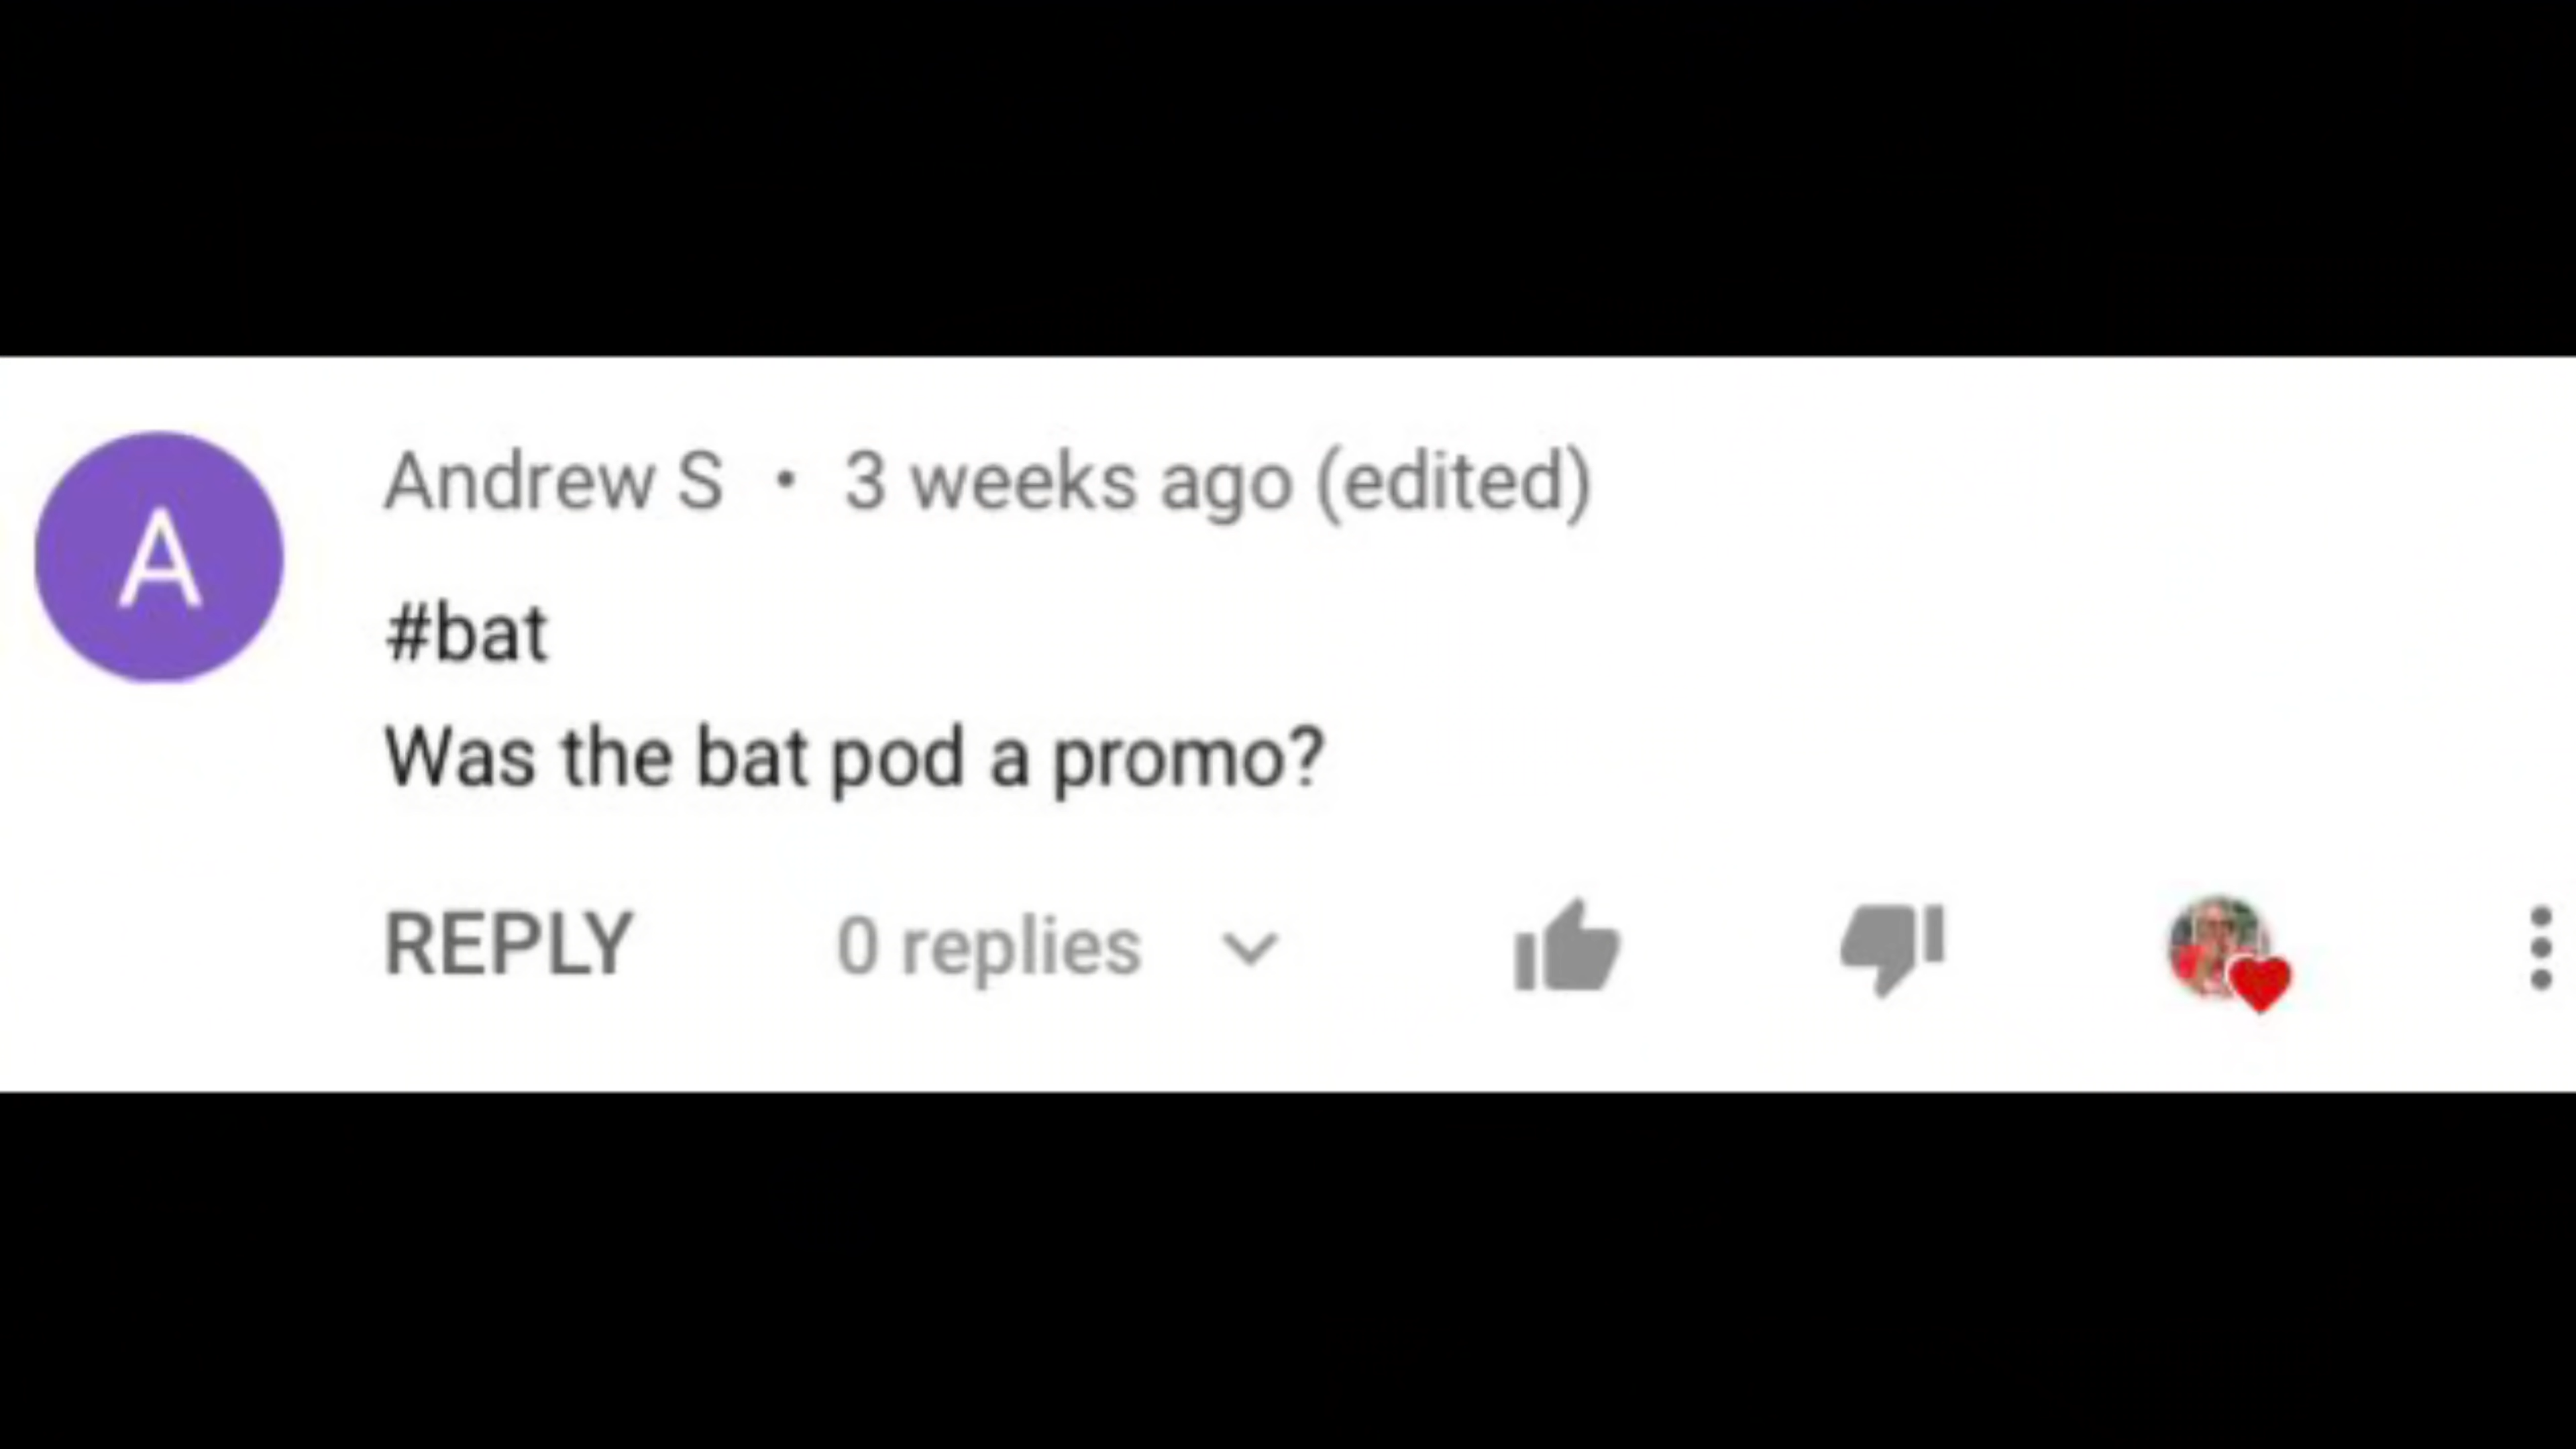 A
Andrew S • 3 weeks ago (edited)
#bat
Was the bat pod a promo?
REPLY 0 replies